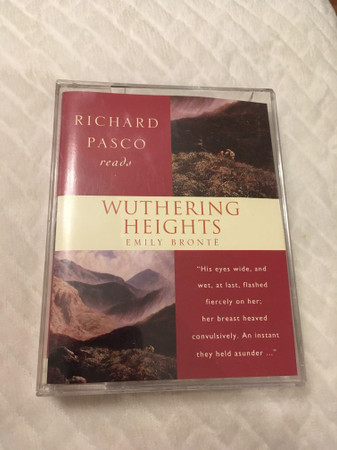 RICHARD
PASCO
reads
WUTHERING
HEIGHTS
EMILY BRONTË
"His eyes wide, and
wet, at last, flashed
fiercely on her;
her breast heaved
convulsively. An instant
they held asunder ..."